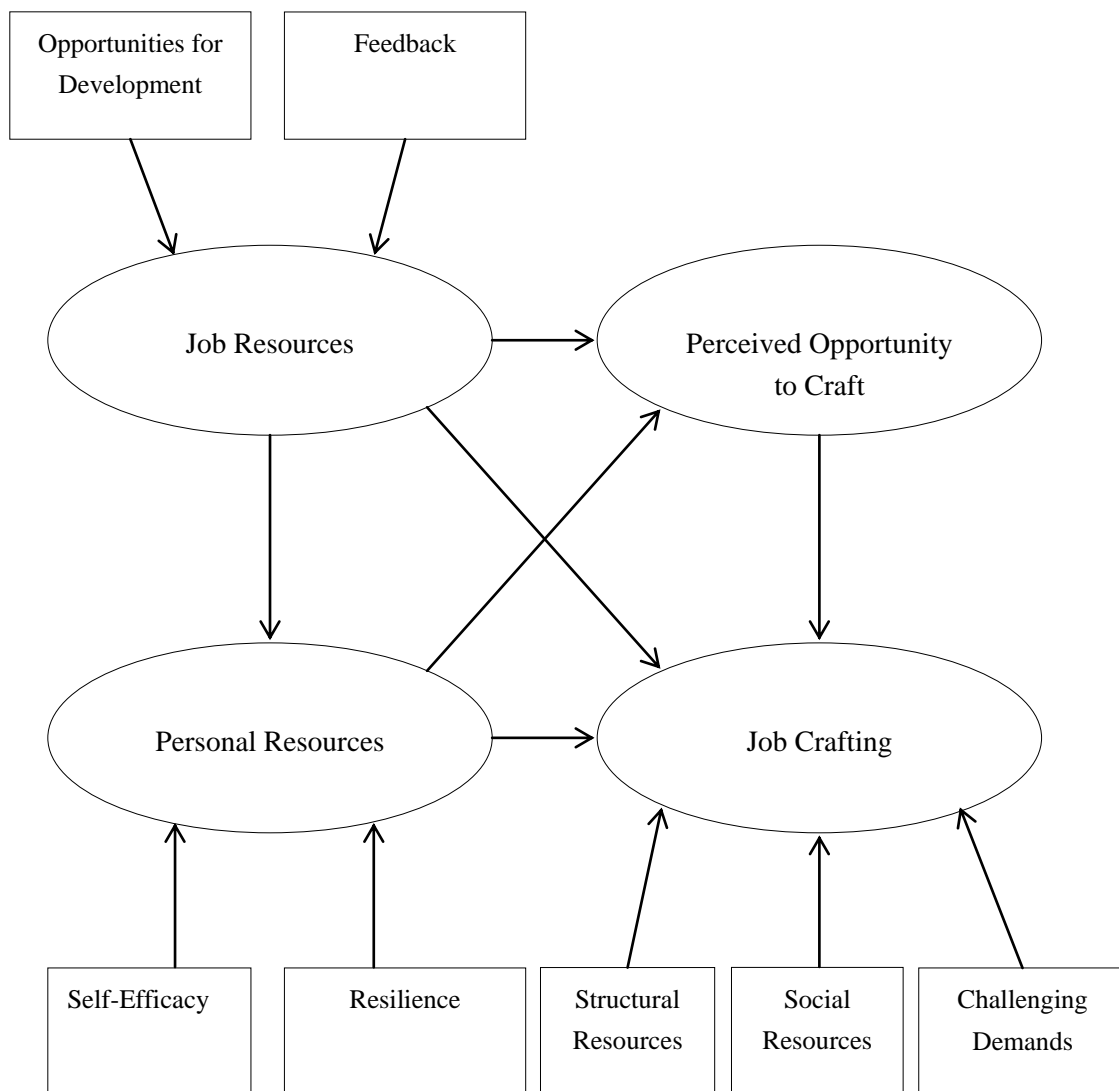 Opportunities for
Development
Feedback
Job Resources
Perceived Opportunity
to Craft
Personal Resources
Job Crafting
Self-Efficacy
Resilience
Structural
Resources
Social
Resources
Challenging
Demands